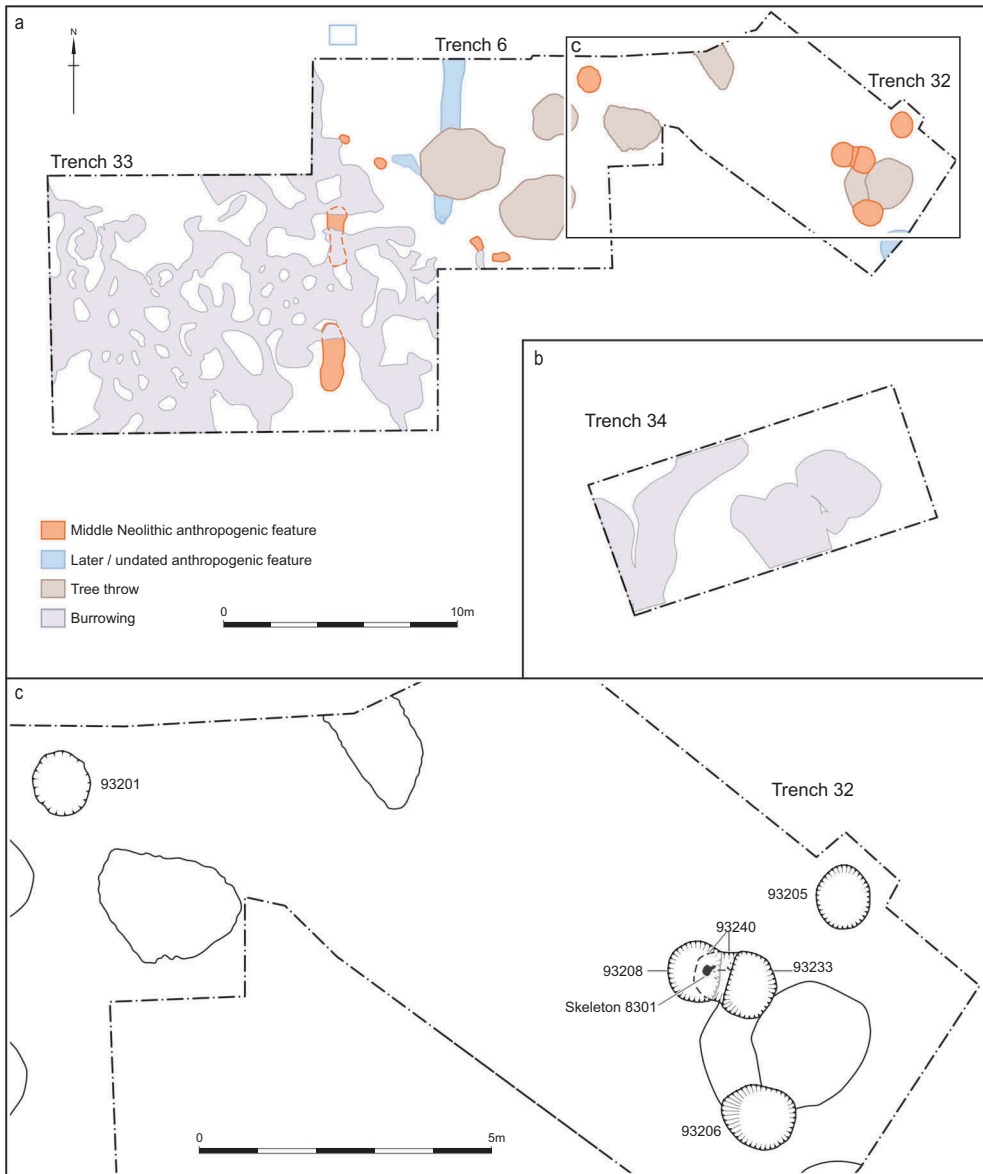 a
N
Trench 6
c
Trench 32
Trench 33
b
Trench 34
Middle Neolithic anthropogenic feature
Later / undated anthropogenic feature
Tree throw
Burrowing
0 10m
c
93201
Trench 32
93205
93240
93208
93233
Skeleton 8301
93206
0 5m